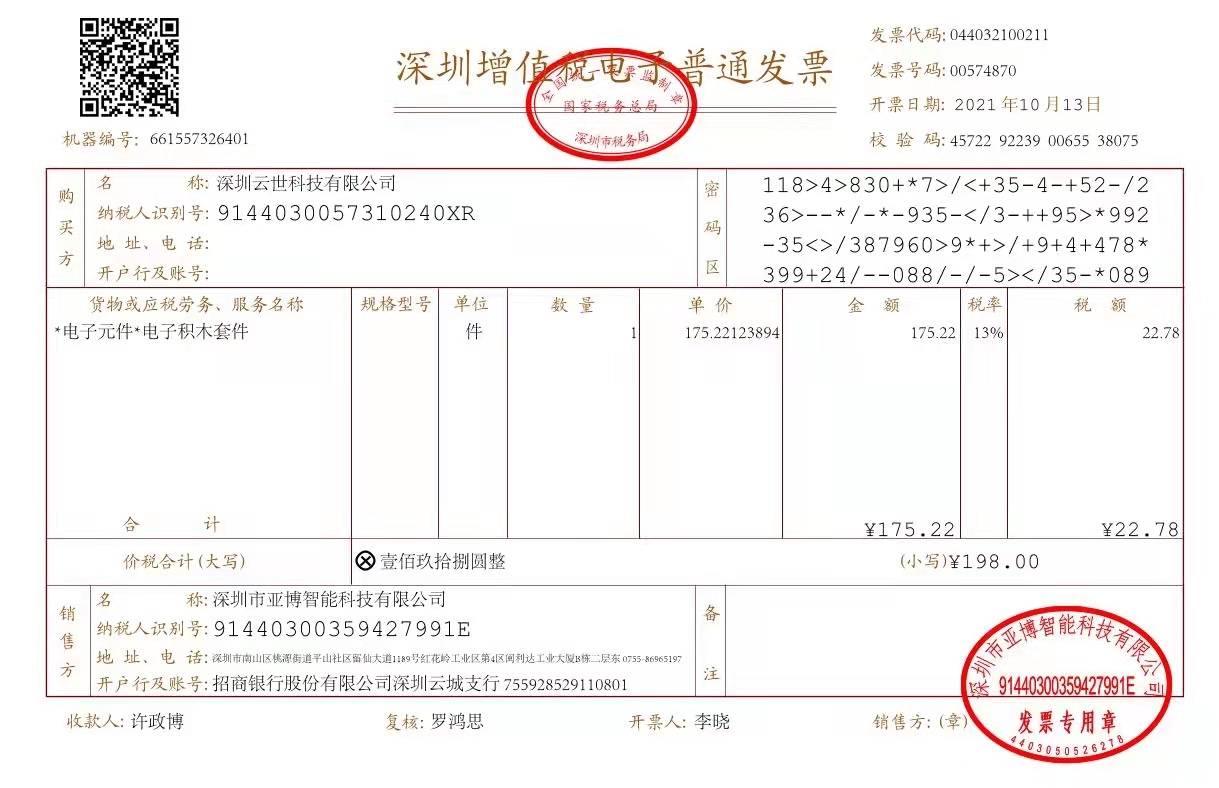 深圳增值税电子普通发票
全国统一发票监制章
国家税务总局
深圳市税务局
发票代码: 044032100211
发票号码: 00574870
开票日期: 2021 年10 月13日
校 验 码: 45722 92239 00655 38075
机器编号: 661557326401
购买方
名 称: 深圳云世科技有限公司
纳税人识别号: 9144030057310240XR
地 址、电 话:
开户行及账号:
密码区
118>4>830+*7>/<+35-4-+52-/2
36>--*/-*-935-</3-++95>*992
-35<>/387960>9*+>/+9+4+478*
399+24/--088/-/-5></35-*089
货物或应税劳务、服务名称 规格型号 单位 数 量 单 价 金 额 税率 税 额
*电子元件*电子积木套件 件 1 175.22123894 175.22 13% 22.78
合 计 ¥175.22 ¥22.78
价税合计(大写) ⊗壹佰玖拾捌圆整 (小写)¥198.00
销售方
名 称: 深圳市亚博智能科技有限公司
纳税人识别号: 91440300359427991E
地 址、电 话: 深圳市南山区桃源街道平山社区留仙大道1189号红花岭工业区第4区闽利达工业大厦B栋二层东 0755-86965197
开户行及账号: 招商银行股份有限公司深圳云城支行 755928529110801
备注
收款人: 许政博 复核: 罗鸿思 开票人: 李晓 销售方: (章)
深圳市亚博智能科技有限公司
91440300359427991E
发票专用章
4403050526278